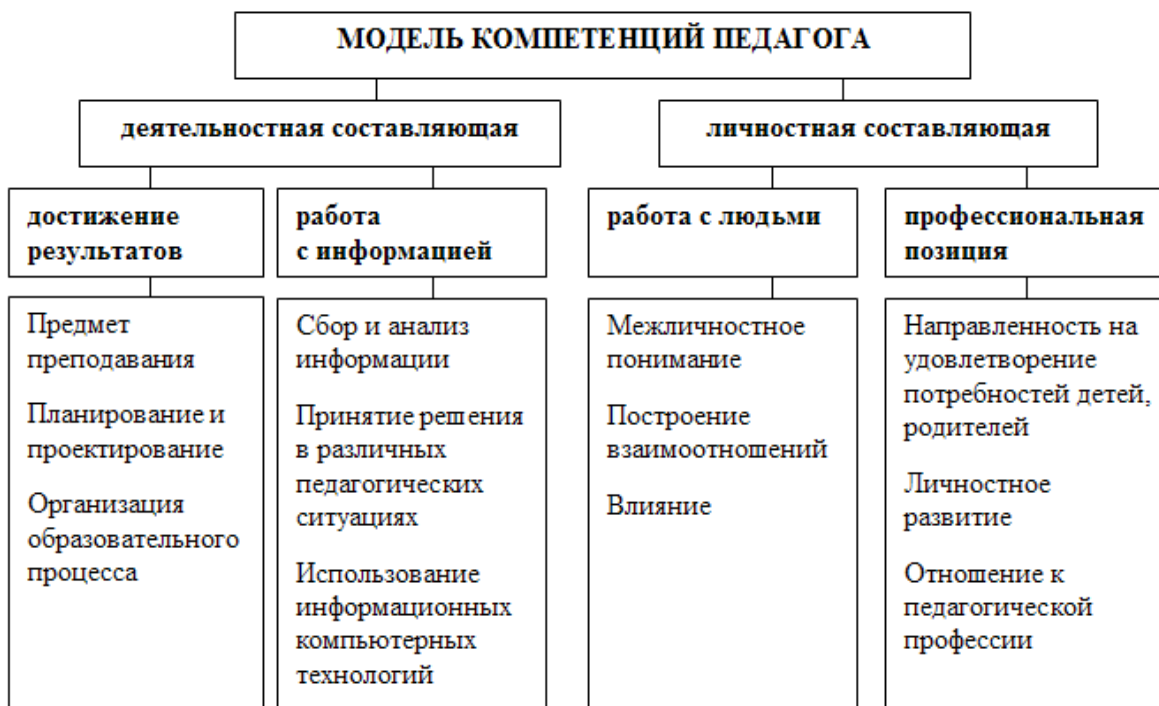 МОДЕЛЬ КОМПЕТЕНЦИЙ ПЕДАГОГА
деятельностная составляющая
личностная составляющая
достижение
результатов
работа
с информацией
работа с людьми
профессиональная
позиция
Предмет
преподавания
Планирование и
проектирование
Организация
образовательного
процесса
Сбор и анализ
информации
Принятие решения
в различных
педагогических
ситуациях
Использование
информационных
компьютерных
технологий
Межличностное
понимание
Построение
взаимоотношений
Влияние
Направленность на
удовлетворение
потребностей детей,
родителей
Личностное
развитие
Отношение к
педагогической
профессии